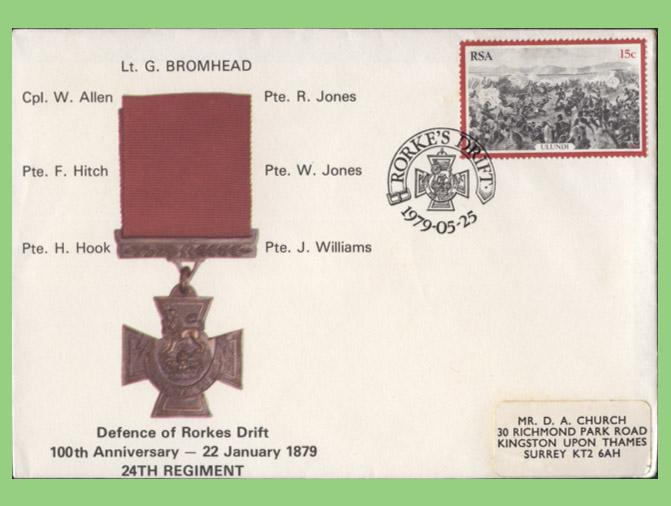 Lt. G. BROMHEAD
Cpl. W. Allen
Pte. R. Jones
Pte. F. Hitch
Pte. W. Jones
Pte. H. Hook
Pte. J. Williams
Defence of Rorkes Drift
100th Anniversary — 22 January 1879
24TH REGIMENT
RSA
15c
ULUNDI
RORKE'S DRIFT
1979-05-25
MR. D. A. CHURCH
30 RICHMOND PARK ROAD
KINGSTON UPON THAMES
SURREY KT2 6AH